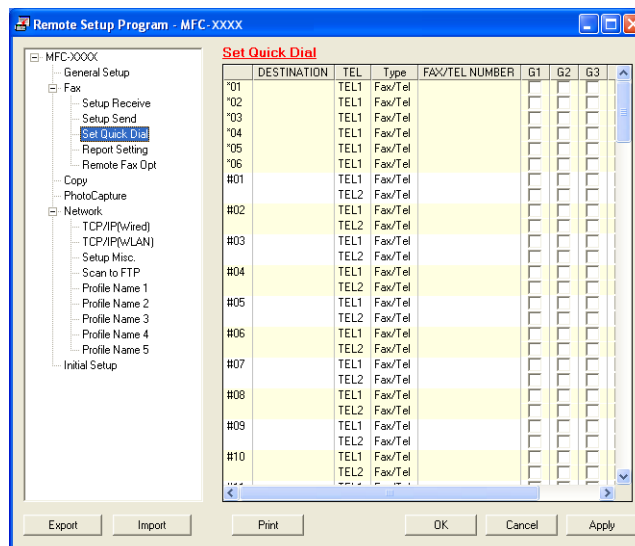 Remote Setup Program - MFC-XXXX
MFC-XXXX
General Setup
Fax
Setup Receive
Setup Send
Set Quick Dial
Report Setting
Remote Fax Opt
Copy
PhotoCapture
Network
TCP/IP(Wired)
TCP/IP(WLAN)
Setup Misc.
Scan to FTP
Profile Name 1
Profile Name 2
Profile Name 3
Profile Name 4
Profile Name 5
Initial Setup
Set Quick Dial
DESTINATION TEL Type FAX/TEL NUMBER G1 G2 G3
*01 TEL1 Fax/Tel
*02 TEL1 Fax/Tel
*03 TEL1 Fax/Tel
*04 TEL1 Fax/Tel
*05 TEL1 Fax/Tel
*06 TEL1 Fax/Tel
#01 TEL1 Fax/Tel
TEL2 Fax/Tel
#02 TEL1 Fax/Tel
TEL2 Fax/Tel
#03 TEL1 Fax/Tel
TEL2 Fax/Tel
#04 TEL1 Fax/Tel
TEL2 Fax/Tel
#05 TEL1 Fax/Tel
TEL2 Fax/Tel
#06 TEL1 Fax/Tel
TEL2 Fax/Tel
#07 TEL1 Fax/Tel
TEL2 Fax/Tel
#08 TEL1 Fax/Tel
TEL2 Fax/Tel
#09 TEL1 Fax/Tel
TEL2 Fax/Tel
#10 TEL1 Fax/Tel
TEL2 Fax/Tel
Export Import Print OK Cancel Apply